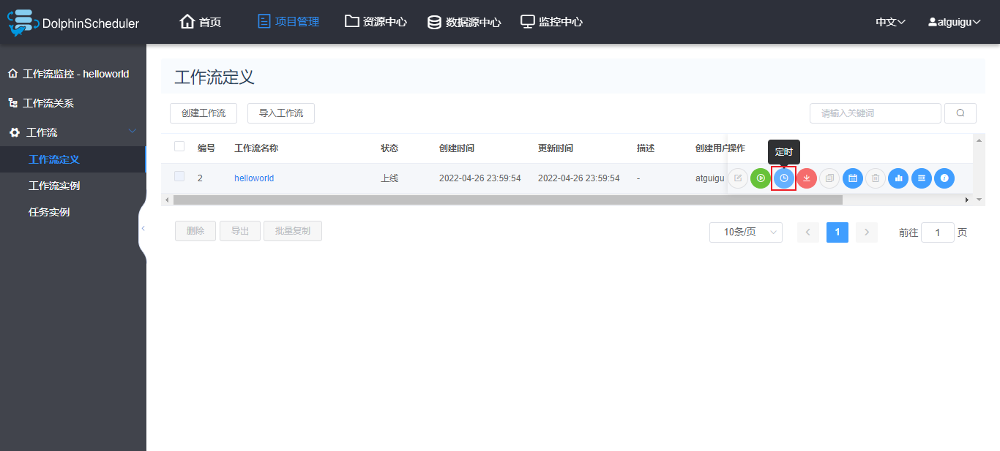 DolphinScheduler 首页 项目管理 资源中心 数据源中心 监控中心 中文 atguigu
工作流监控 - helloworld
工作流关系
工作流
工作流定义
工作流实例
任务实例
工作流定义
创建工作流 导入工作流 请输入关键词
定时
编号 工作流名称 状态 创建时间 更新时间 描述 创建用户 操作
2 helloworld 上线 2022-04-26 23:59:54 2022-04-26 23:59:54 - atguigu
删除 导出 批量复制 10条/页 1 前往 1 页